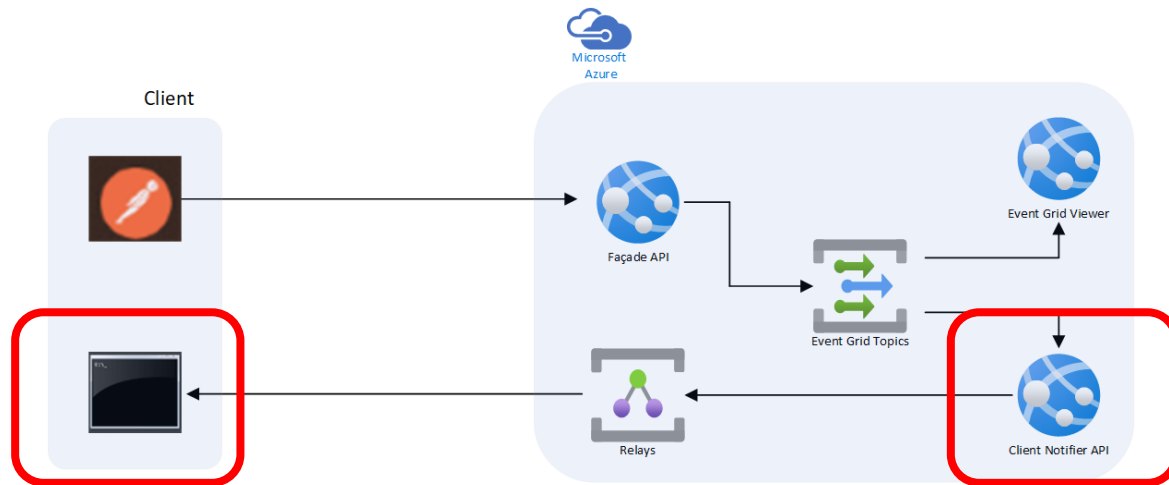 Microsoft
Azure
Client
Event Grid Viewer
Façade API
Event Grid Topics
Relays
Client Notifier API